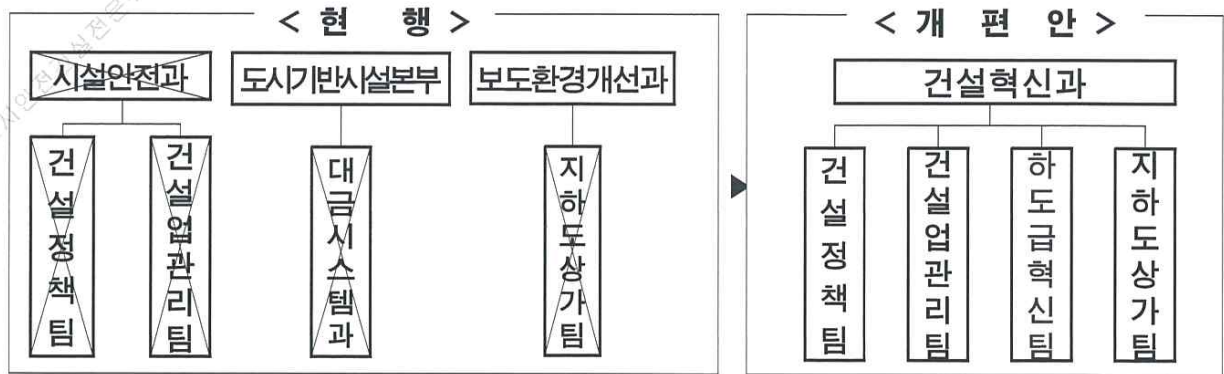 < 현 행 >
시설안전과
도시기반시설본부
보도환경개선과
건설정책팀
건설업관리팀
대금시스템과
지하도상가팀
< 개 편 안 >
건설혁신과
건설정책팀
건설업관리팀
하도급혁신팀
지하도상가팀